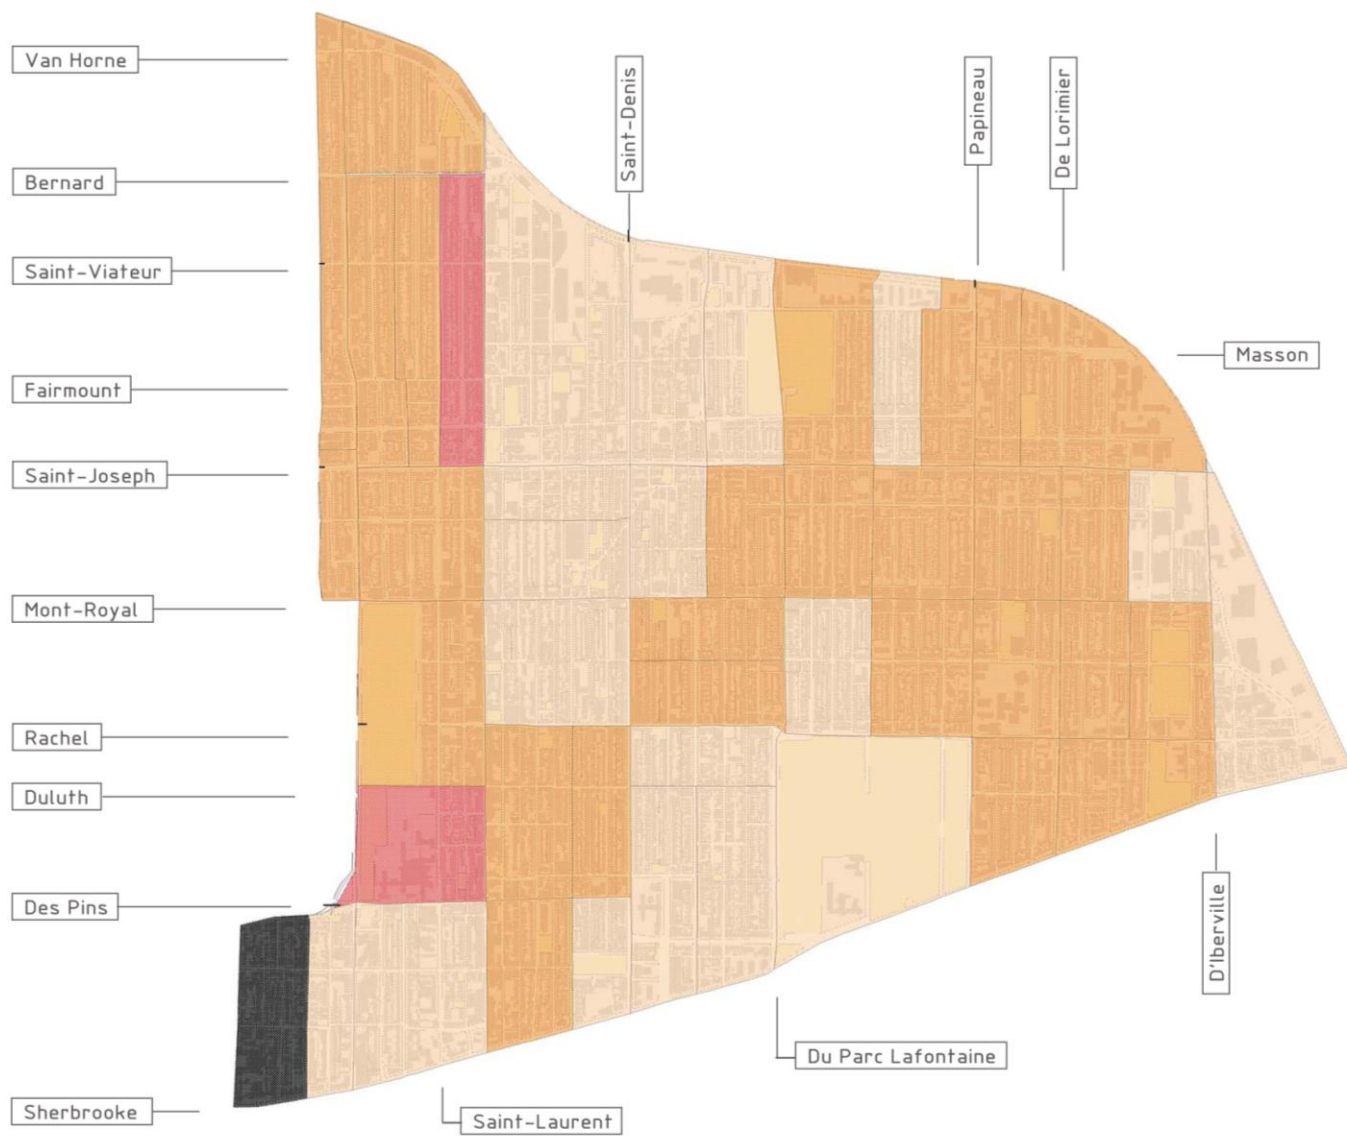 Van Horne
Bernard
Saint-Viateur
Fairmount
Saint-Joseph
Mont-Royal
Rachel
Duluth
Des Pins
Sherbrooke
Saint-Denis
Papineau
De Lorimier
Masson
D'Iberville
Du Parc Lafontaine
Saint-Laurent